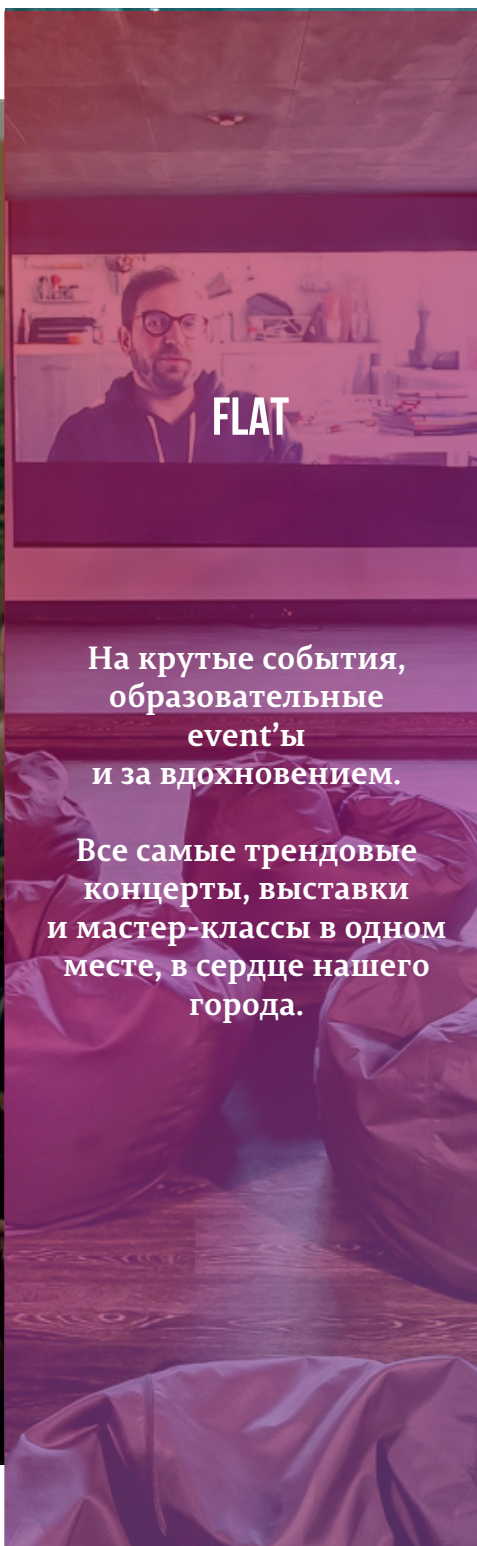 FLAT
На крутые события,
образовательные
event’ы
и за вдохновением.
Все самые трендовые
концерты, выставки
и мастер-классы в одном
месте, в сердце нашего
города.